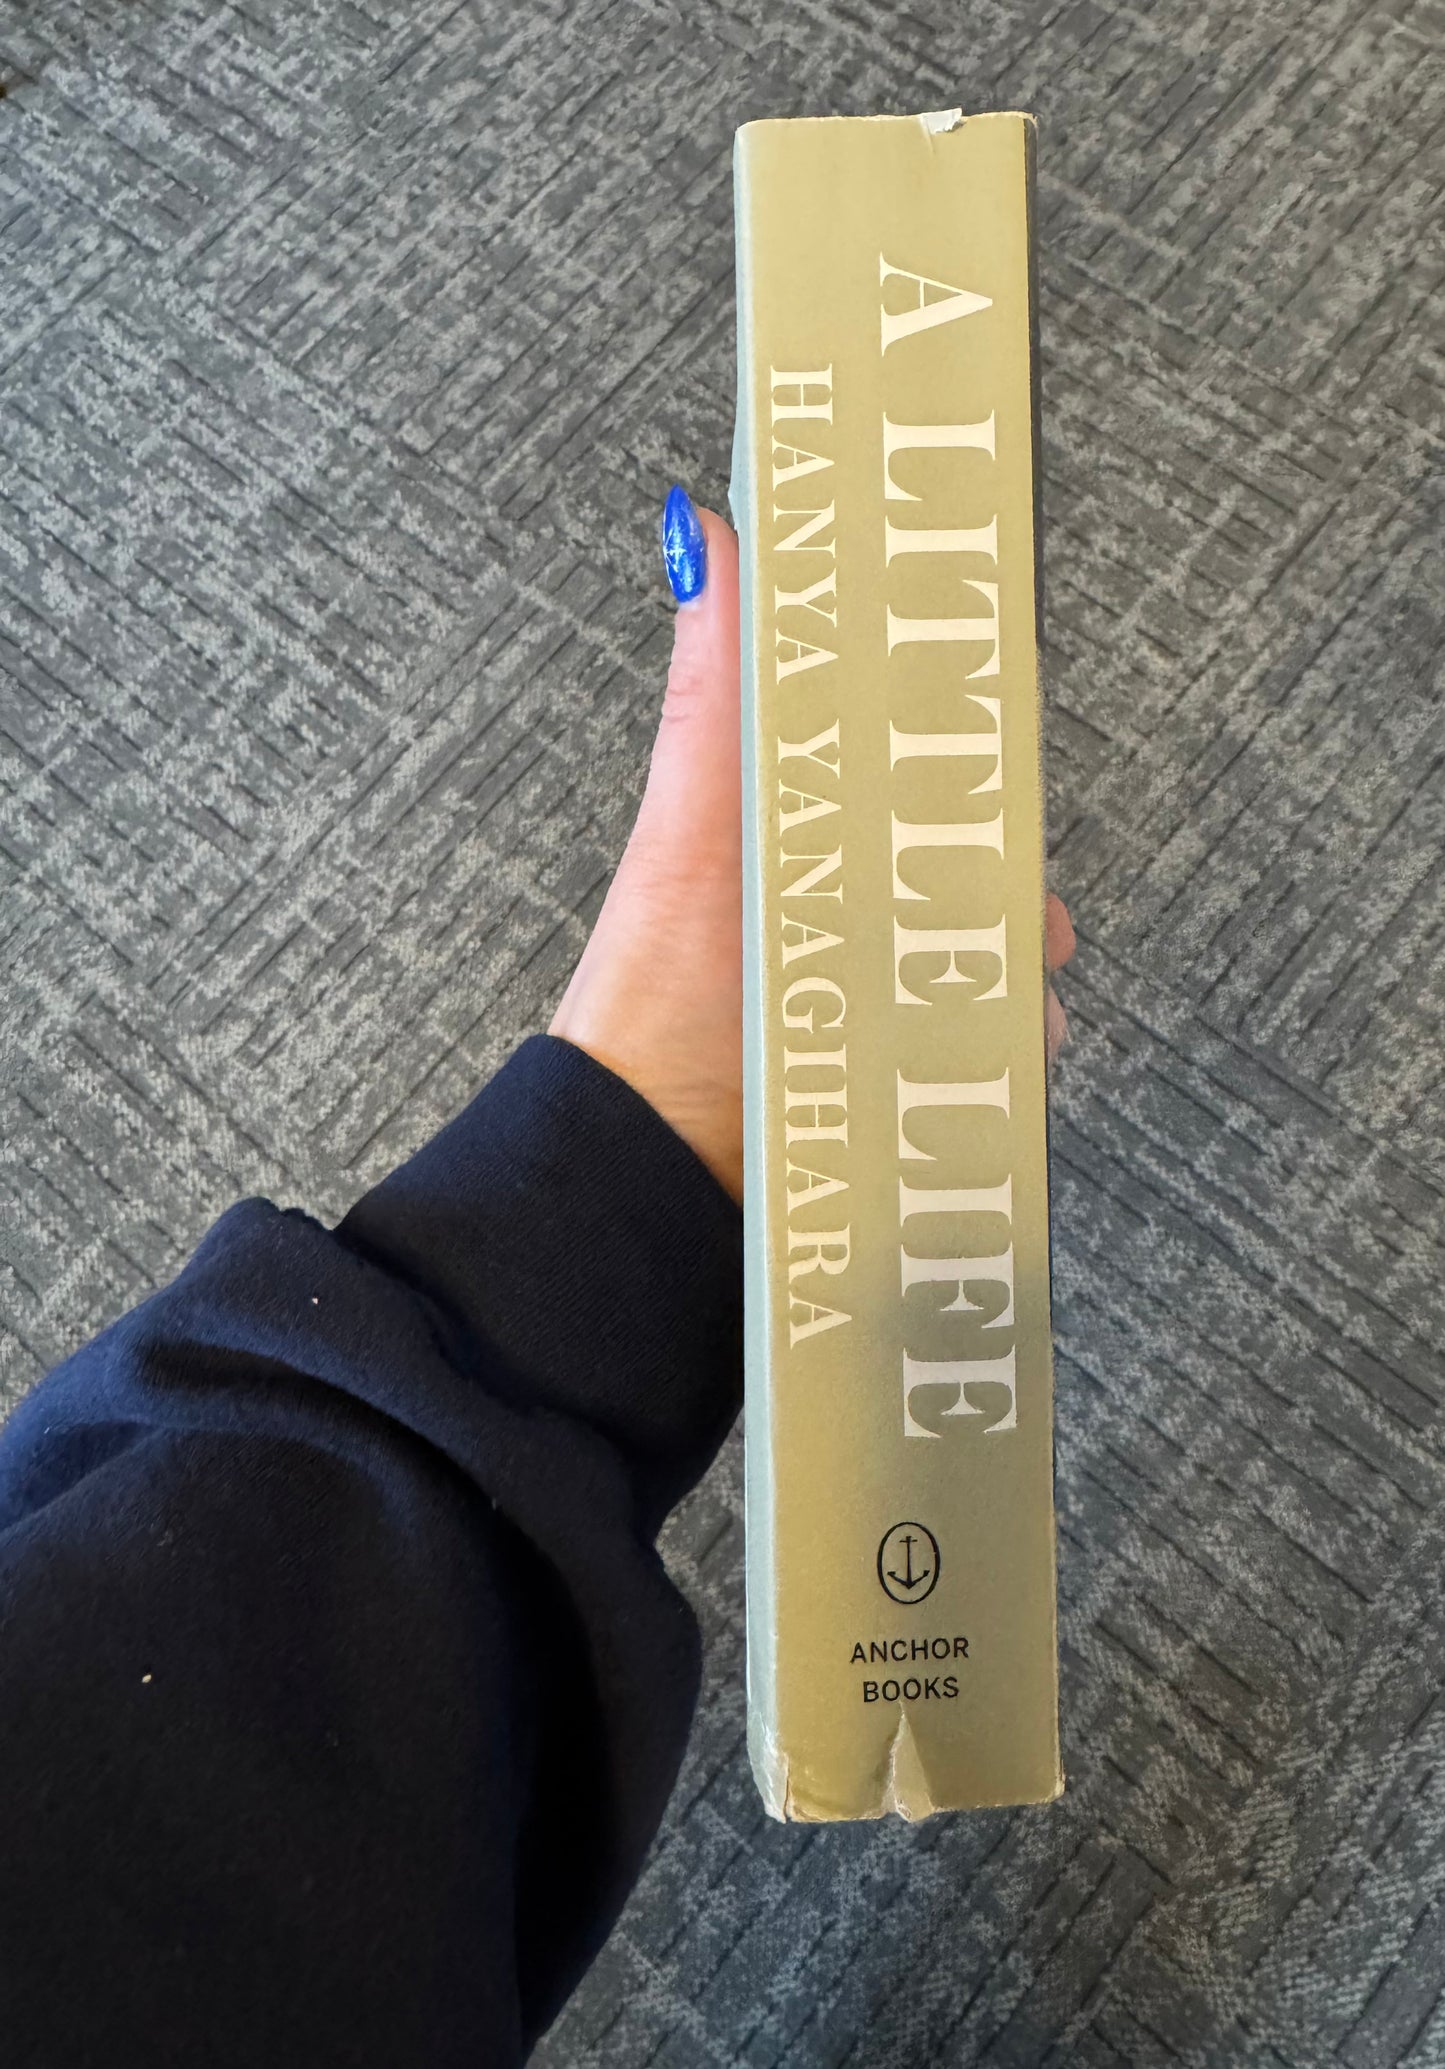 A LITTLE LIFE
HANYA YANAGIHARA
ANCHOR
BOOKS